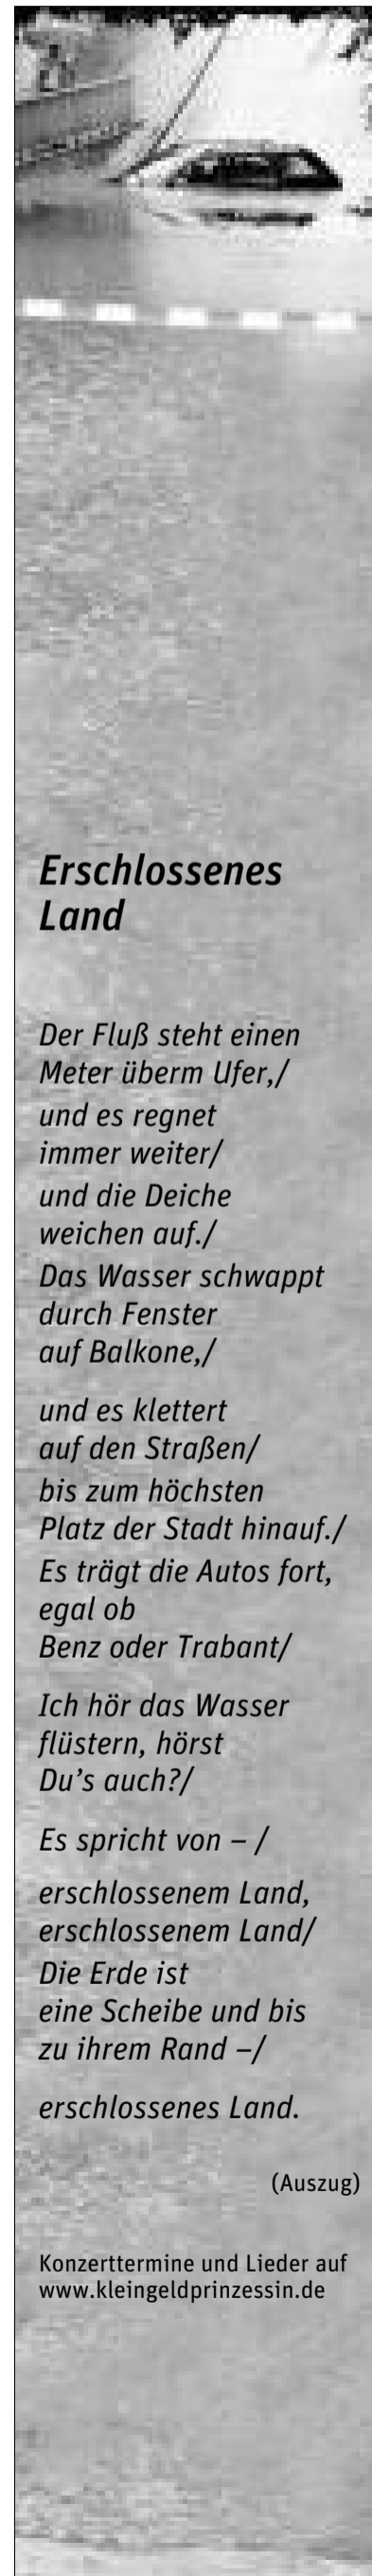 Erschlossenes
Land
Der Fluß steht einen
Meter überm Ufer,/
und es regnet
immer weiter/
und die Deiche
weichen auf./
Das Wasser schwappt
durch Fenster
auf Balkone,/
und es klettert
auf den Straßen/
bis zum höchsten
Platz der Stadt hinauf./
Es trägt die Autos fort,
egal ob
Benz oder Trabant/
Ich hör das Wasser
flüstern, hörst
Du’s auch?/
Es spricht von – /
erschlossenem Land,
erschlossenem Land/
Die Erde ist
eine Scheibe und bis
zu ihrem Rand –/
erschlossenes Land.
(Auszug)
Konzerttermine und Lieder auf
www.kleingeldprinzessin.de